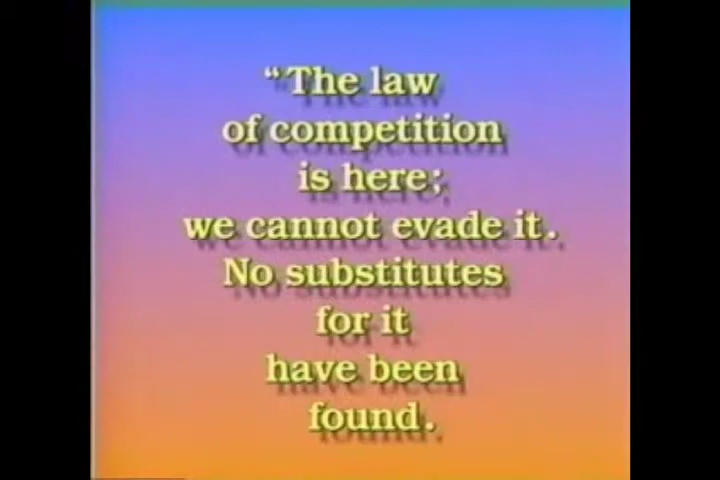 “The law
of competition
is here;
we cannot evade it.
No substitutes
for it
have been
found.